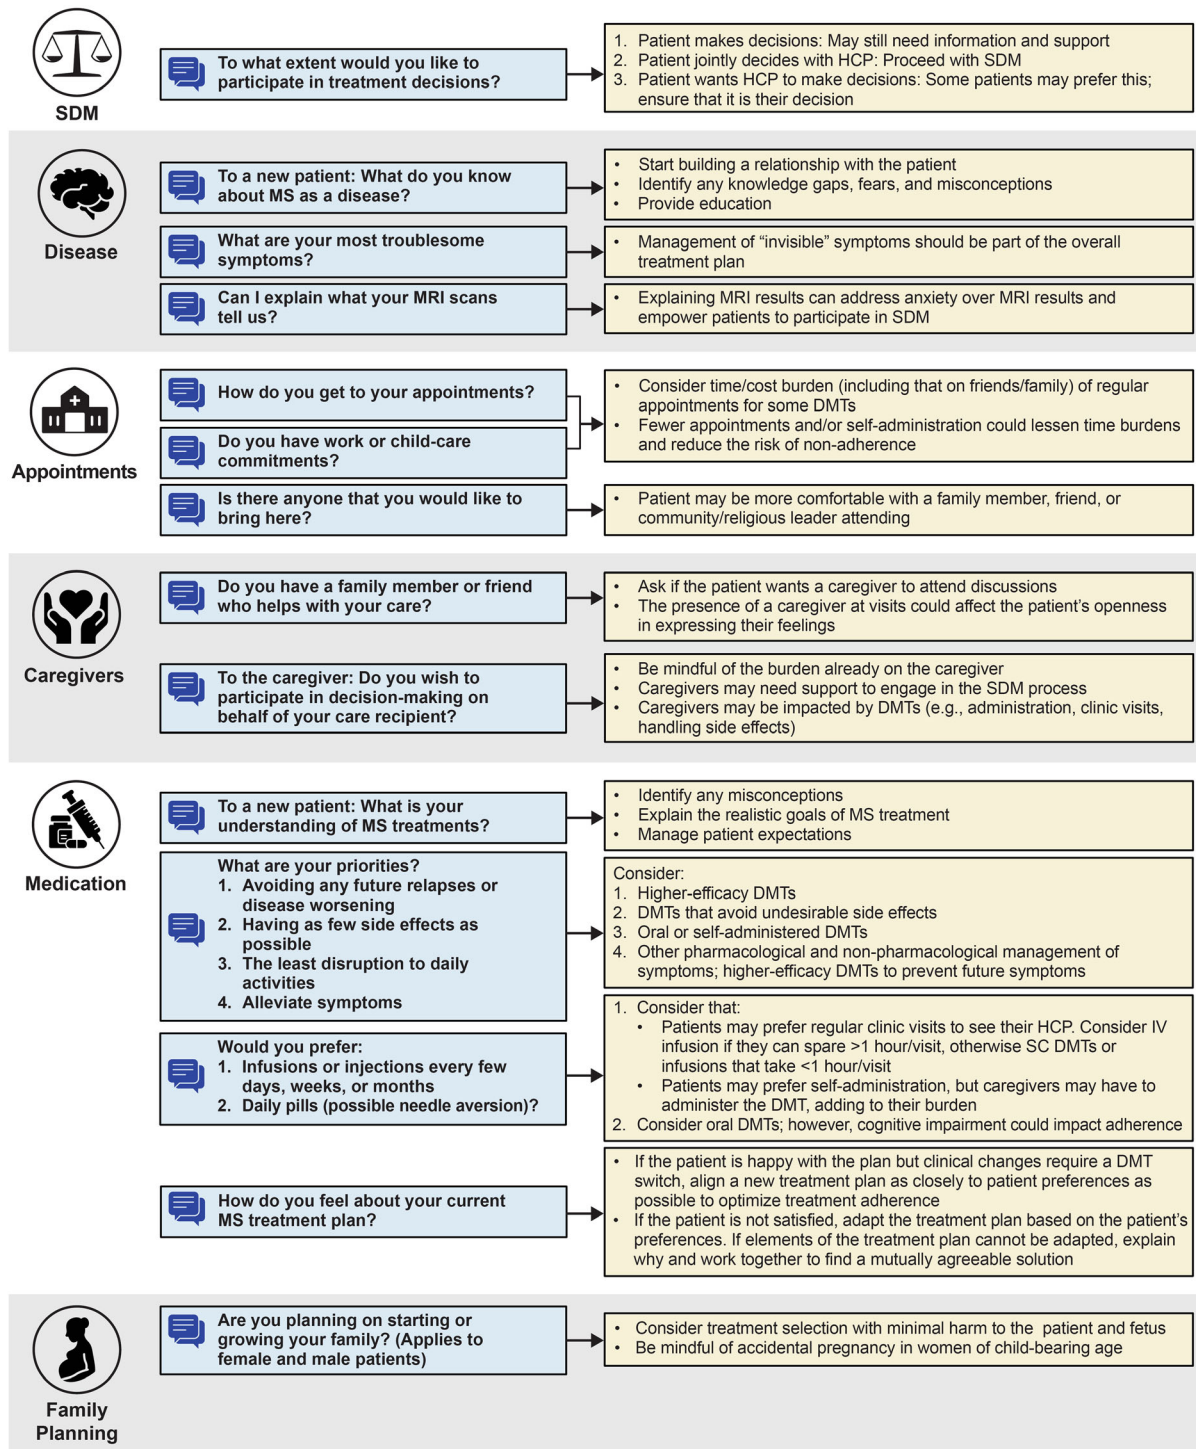 SDM
To what extent would you like to
participate in treatment decisions?
1. Patient makes decisions: May still need information and support
2. Patient jointly decides with HCP: Proceed with SDM
3. Patient wants HCP to make decisions: Some patients may prefer this;
ensure that it is their decision
Disease
To a new patient: What do you know
about MS as a disease?
• Start building a relationship with the patient
• Identify any knowledge gaps, fears, and misconceptions
• Provide education
What are your most troublesome
symptoms?
• Management of “invisible” symptoms should be part of the overall
treatment plan
Can I explain what your MRI scans
tell us?
• Explaining MRI results can address anxiety over MRI results and
empower patients to participate in SDM
Appointments
How do you get to your appointments?
Do you have work or child-care
commitments?
• Consider time/cost burden (including that on friends/family) of regular
appointments for some DMTs
• Fewer appointments and/or self-administration could lessen time burdens
and reduce the risk of non-adherence
Is there anyone that you would like to
bring here?
• Patient may be more comfortable with a family member, friend, or
community/religious leader attending
Caregivers
Do you have a family member or friend
who helps with your care?
• Ask if the patient wants a caregiver to attend discussions
• The presence of a caregiver at visits could affect the patient’s openness
in expressing their feelings
To the caregiver: Do you wish to
participate in decision-making on
behalf of your care recipient?
• Be mindful of the burden already on the caregiver
• Caregivers may need support to engage in the SDM process
• Caregivers may be impacted by DMTs (e.g., administration, clinic visits,
handling side effects)
Medication
To a new patient: What is your
understanding of MS treatments?
• Identify any misconceptions
• Explain the realistic goals of MS treatment
• Manage patient expectations
What are your priorities?
1. Avoiding any future relapses or
disease worsening
2. Having as few side effects as
possible
3. The least disruption to daily
activities
4. Alleviate symptoms
Consider:
1. Higher-efficacy DMTs
2. DMTs that avoid undesirable side effects
3. Oral or self-administered DMTs
4. Other pharmacological and non-pharmacological management of
symptoms; higher-efficacy DMTs to prevent future symptoms
Would you prefer:
1. Infusions or injections every few
days, weeks, or months
2. Daily pills (possible needle aversion)?
1. Consider that:
• Patients may prefer regular clinic visits to see their HCP. Consider IV
infusion if they can spare >1 hour/visit, otherwise SC DMTs or
infusions that take <1 hour/visit
• Patients may prefer self-administration, but caregivers may have to
administer the DMT, adding to their burden
2. Consider oral DMTs; however, cognitive impairment could impact adherence
How do you feel about your current
MS treatment plan?
• If the patient is happy with the plan but clinical changes require a DMT
switch, align a new treatment plan as closely to patient preferences as
possible to optimize treatment adherence
• If the patient is not satisfied, adapt the treatment plan based on the patient’s
preferences. If elements of the treatment plan cannot be adapted, explain
why and work together to find a mutually agreeable solution
Family
Planning
Are you planning on starting or
growing your family? (Applies to
female and male patients)
• Consider treatment selection with minimal harm to the patient and fetus
• Be mindful of accidental pregnancy in women of child-bearing age